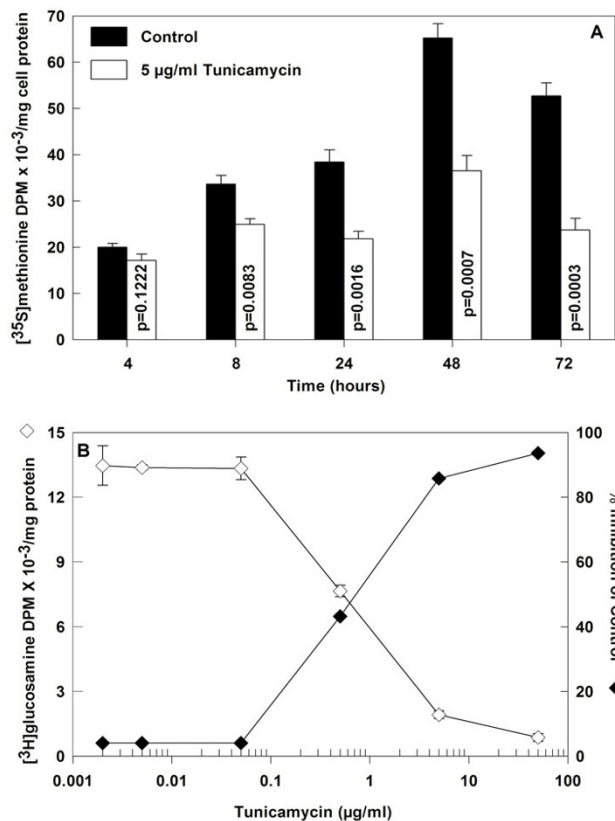 70
60
50
40
30
20
10
0
[³⁵S]methionine DPM x 10⁻³/mg cell protein
Control
5 µg/ml Tunicamycin
A
p=0.1222
p=0.0083
p=0.0016
p=0.0007
p=0.0003
4 8 24 48 72
Time (hours)
B
15
12
9
6
3
0
[³H]glucosamine DPM X 10⁻³/mg protein
100
80
60
40
20
0
0.001 0.01 0.1 1 10 100
Tunicamycin (µg/ml)